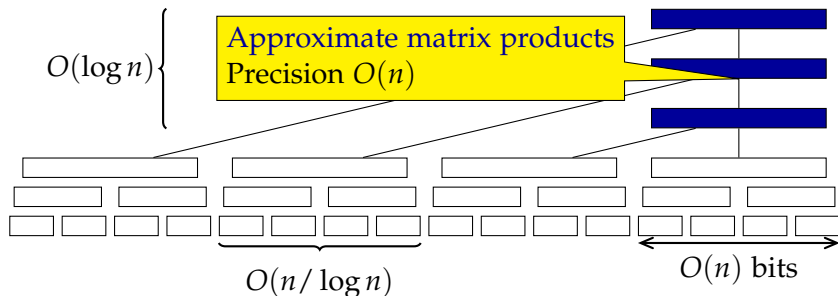 Approximate matrix products
Precision O(n)
O(log n)
O(n/ log n)
O(n) bits